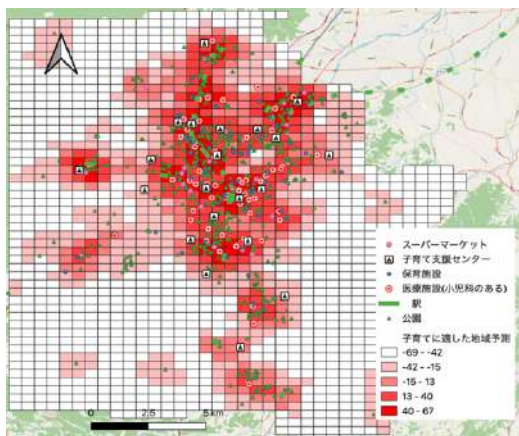 スーパーマーケット
子育て支援センター
保育施設
医療施設(小児科のある)
駅
公園
子育てに適した地域予測
-69 - -42
-42 - -15
-15 - 13
13 - 40
40 - 67
0 2.5 5 km